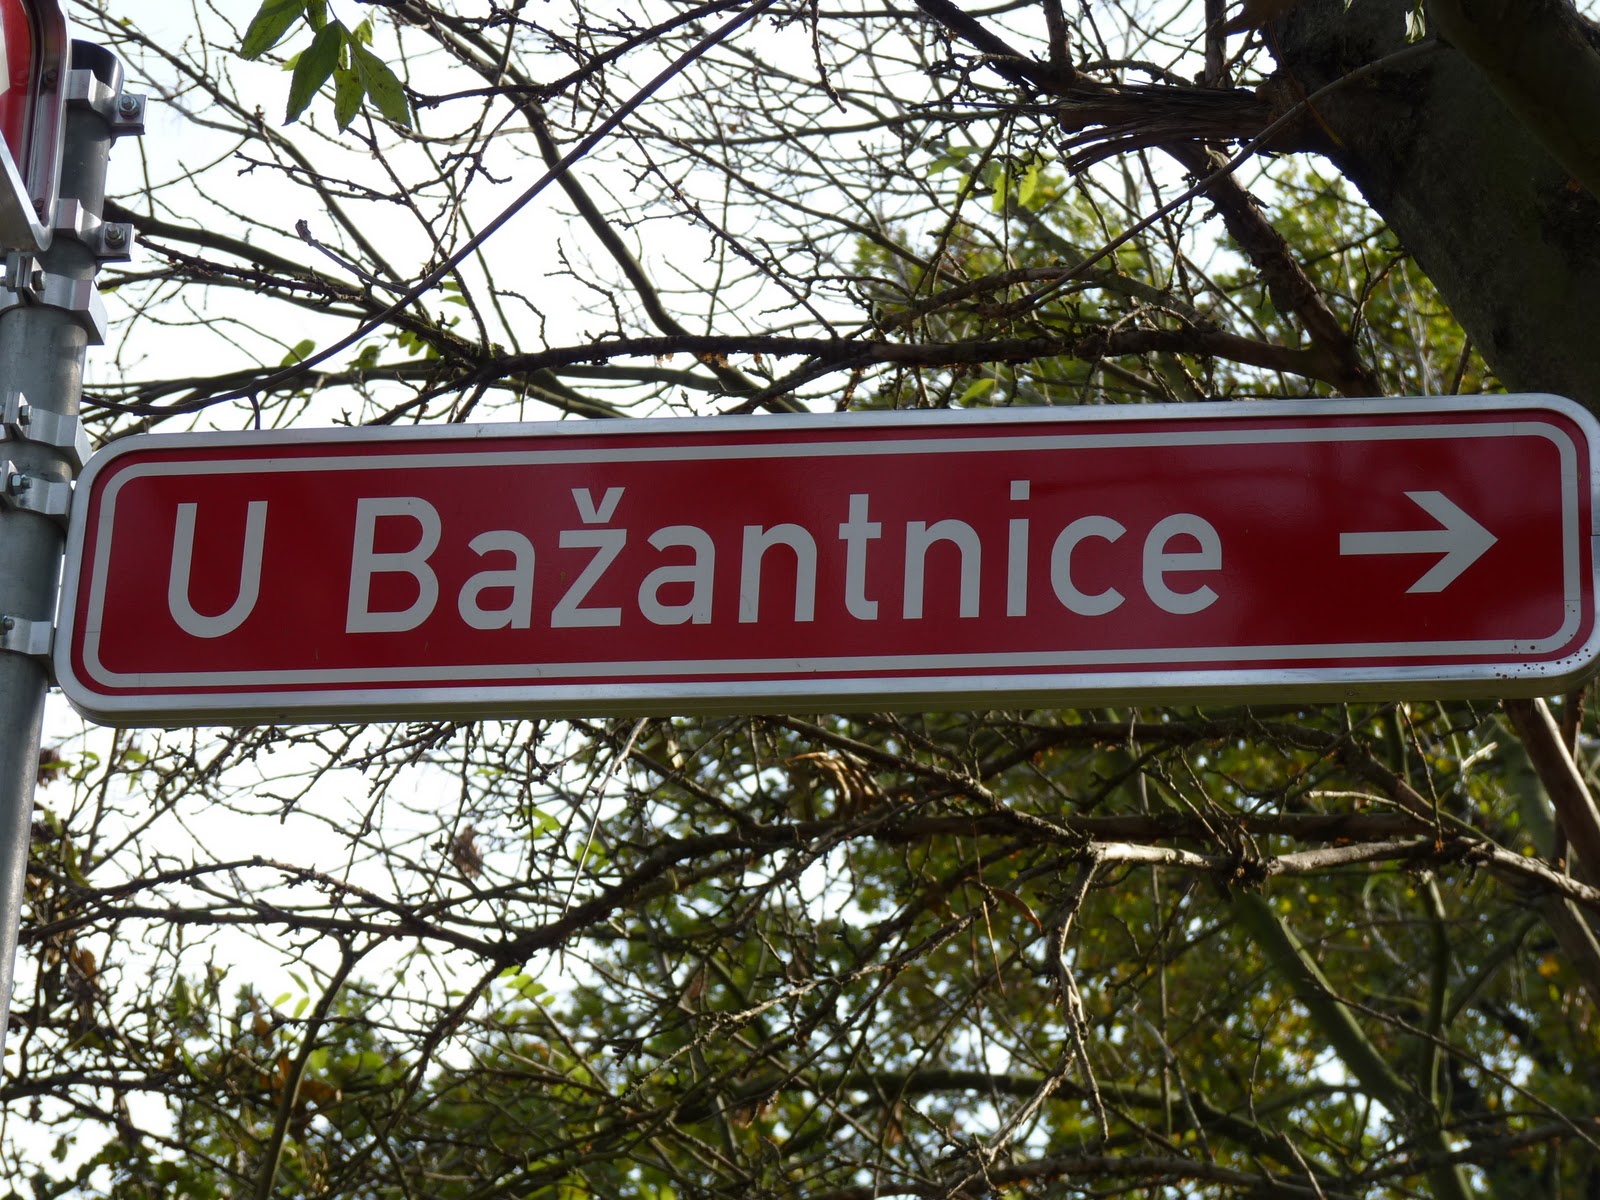 U Bažantnice →